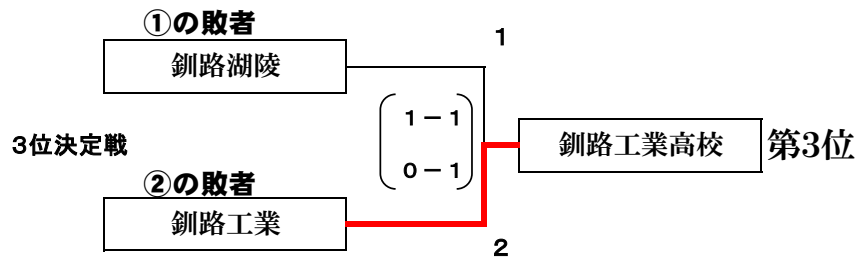 ①の敗者
1
釧路湖陵
1－1
3位決定戦
釧路工業高校
第3位
0－1
②の敗者
釧路工業
2